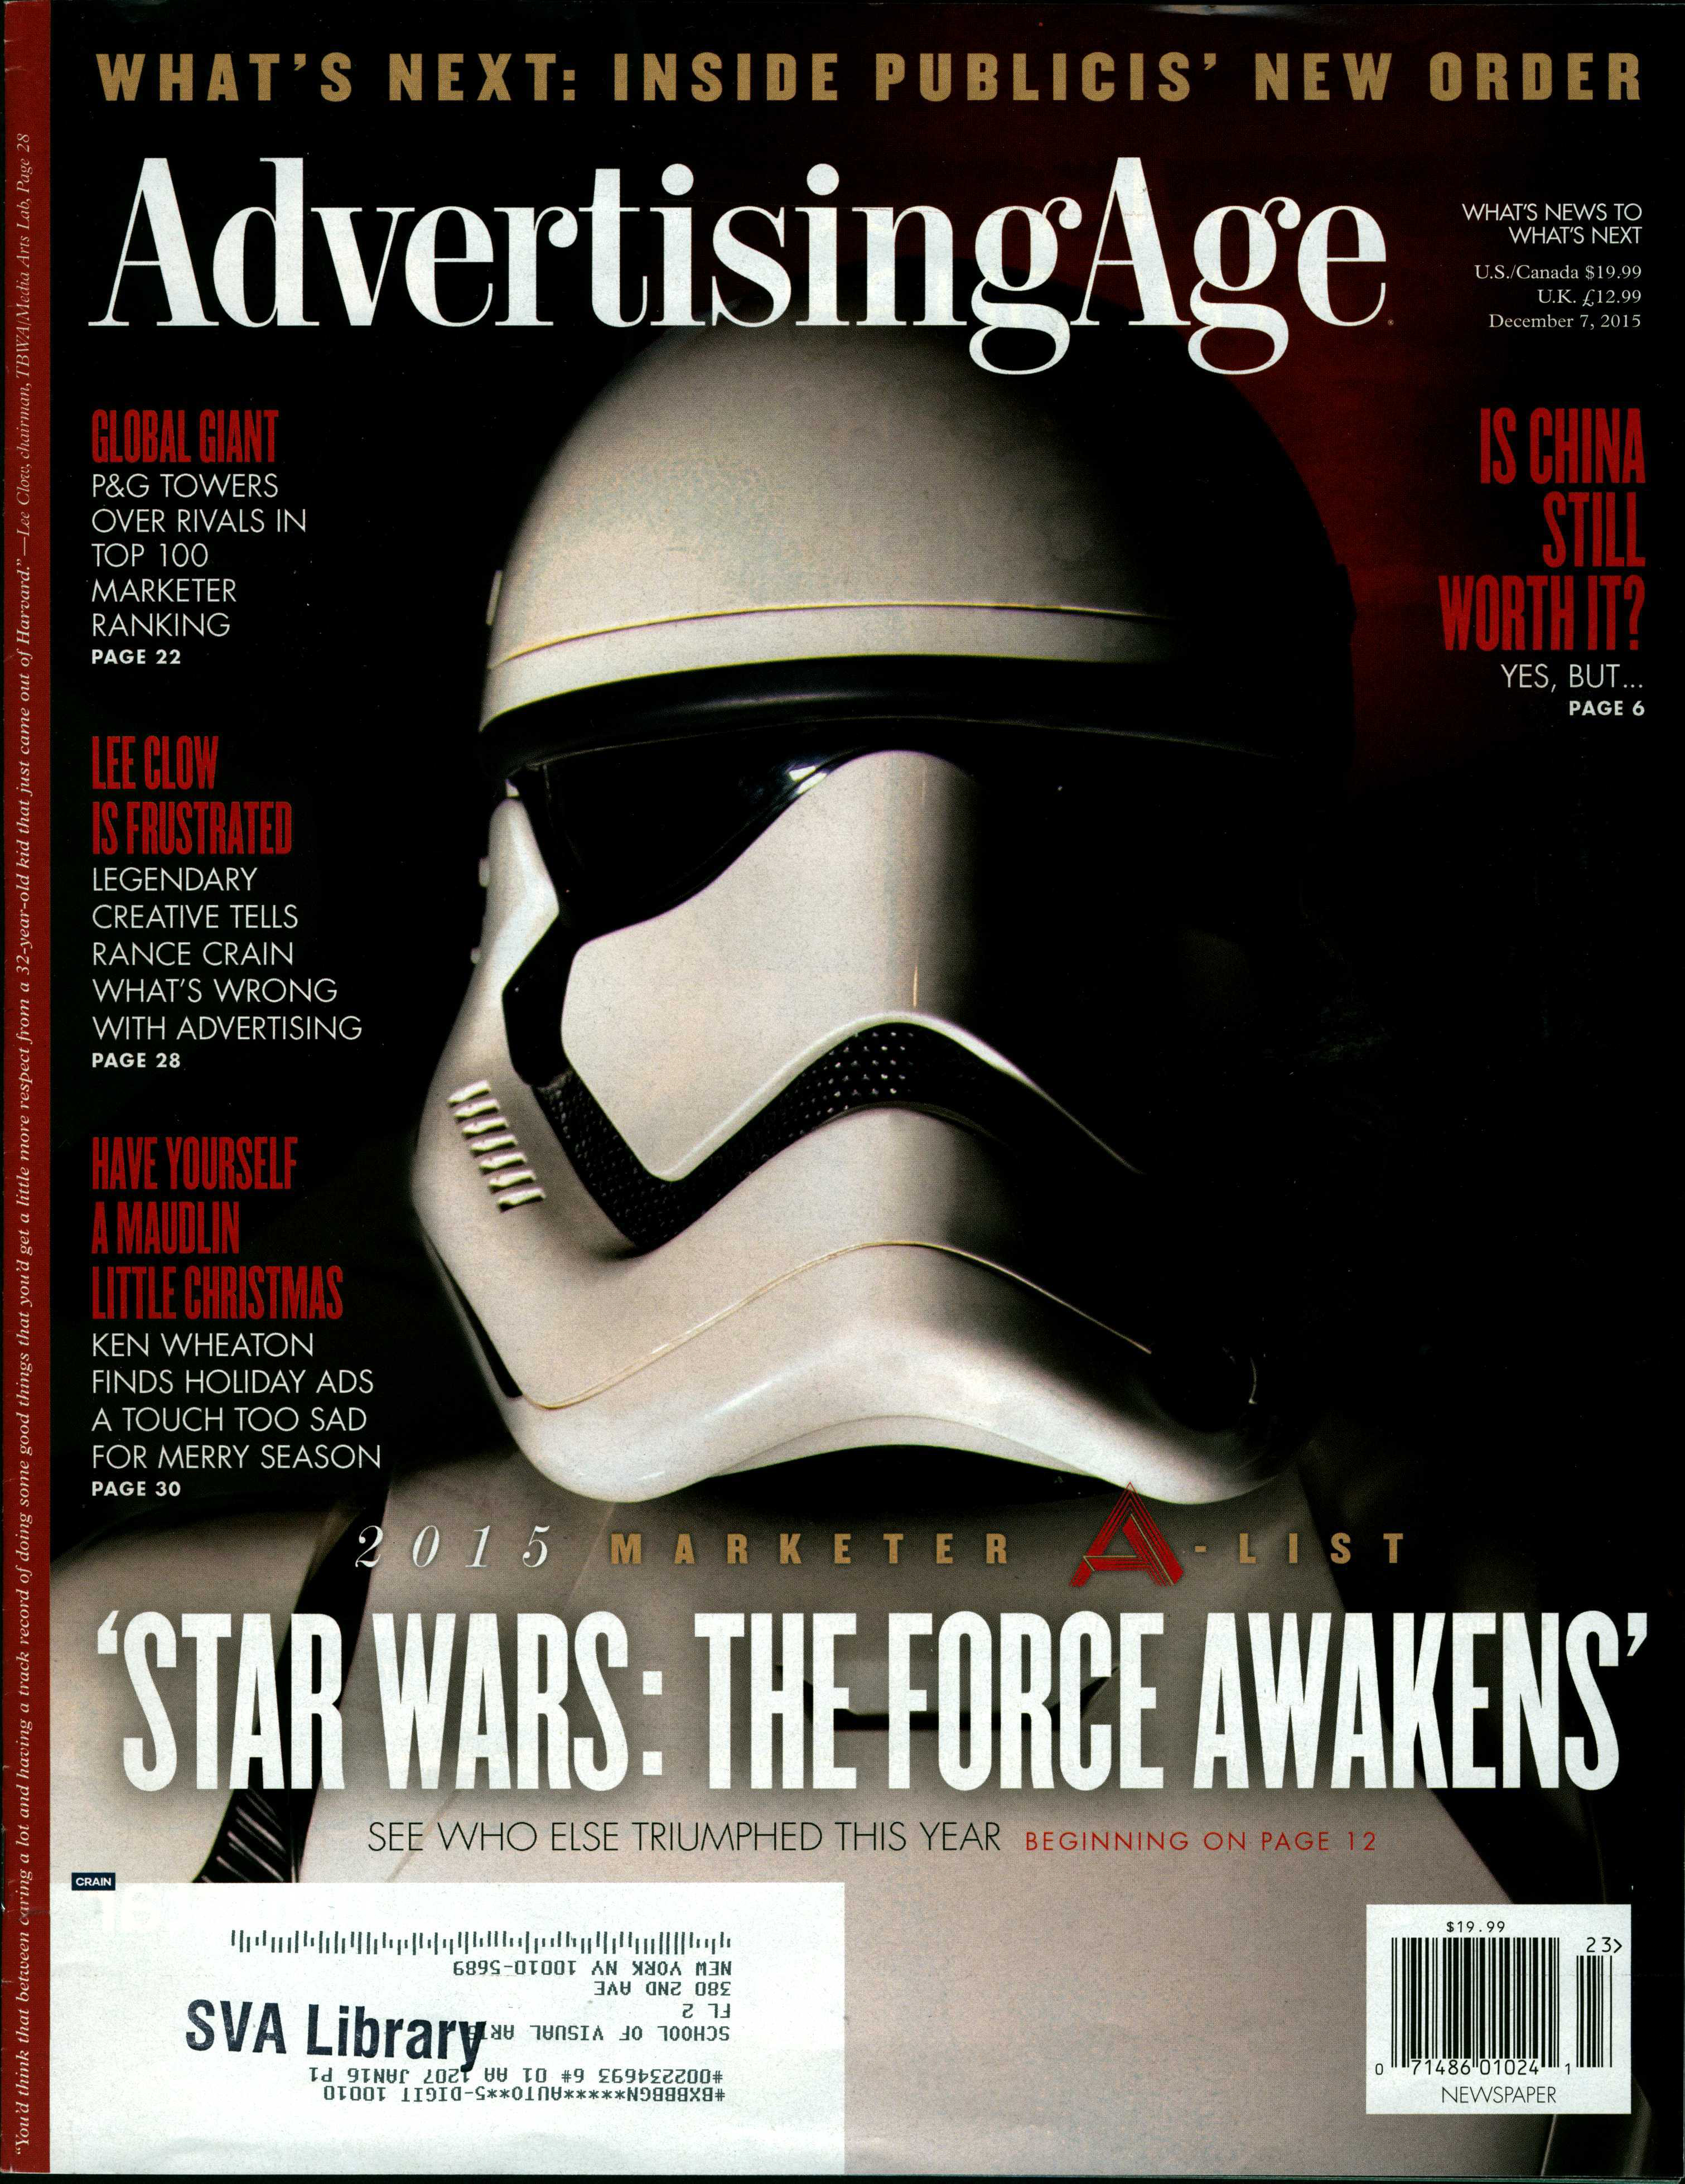 WHAT'S NEXT: INSIDE PUBLICIS' NEW ORDER
AdvertisingAge
WHAT'S NEWS TO
WHAT'S NEXT
U.S./Canada $19.99
U.K. £12.99
December 7, 2015
"You'd think that between caring a lot and having a track record of doing some good things that you'd get a little more respect from a 32-year-old kid that just came out of Harvard."—Lee Clow, chairman, TBWA/Media Arts Lab, Page 28
GLOBAL GIANT
P&G TOWERS
OVER RIVALS IN
TOP 100
MARKETER
RANKING
PAGE 22
IS CHINA
STILL
WORTH IT?
YES, BUT...
PAGE 6
LEE CLOW
IS FRUSTRATED
LEGENDARY
CREATIVE TELLS
RANCE CRAIN
WHAT'S WRONG
WITH ADVERTISING
PAGE 28
HAVE YOURSELF
A MAUDLIN
LITTLE CHRISTMAS
KEN WHEATON
FINDS HOLIDAY ADS
A TOUCH TOO SAD
FOR MERRY SEASON
PAGE 30
2015 MARKETER A-LIST
'STAR WARS: THE FORCE AWAKENS'
SEE WHO ELSE TRIUMPHED THIS YEAR BEGINNING ON PAGE 12
CRAIN
#BXBBBGN******AUTO**5-DIGIT 10010
#002234693 6# 01 AA 1207 JAN16 P1
SCHOOL OF VISUAL ARTS
FL 2
380 2ND AVE
NEW YORK NY 10010-5689
SVA Library
$19.99
23>
0 71486 01024 1
NEWSPAPER